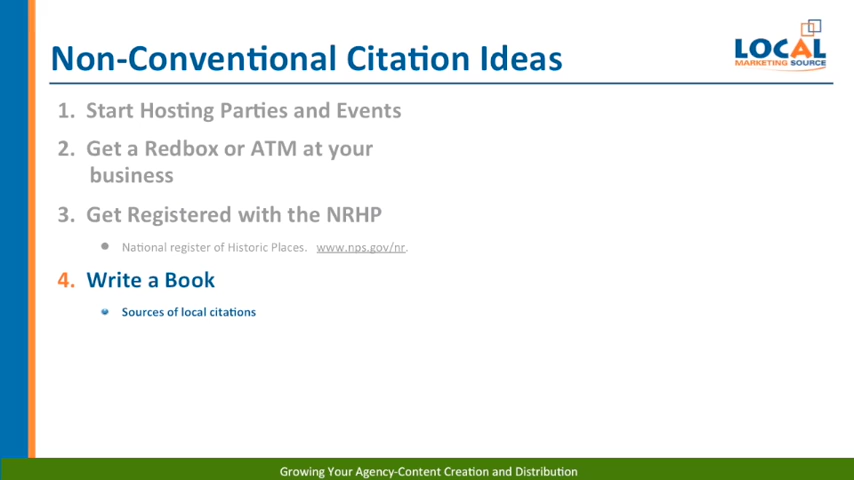 Non-Conventional Citation Ideas
LOCAL
MARKETING SOURCE
1. Start Hosting Parties and Events
2. Get a Redbox or ATM at your
business
3. Get Registered with the NRHP
National register of Historic Places. www.nps.gov/nr.
4. Write a Book
Sources of local citations
Growing Your Agency-Content Creation and Distribution